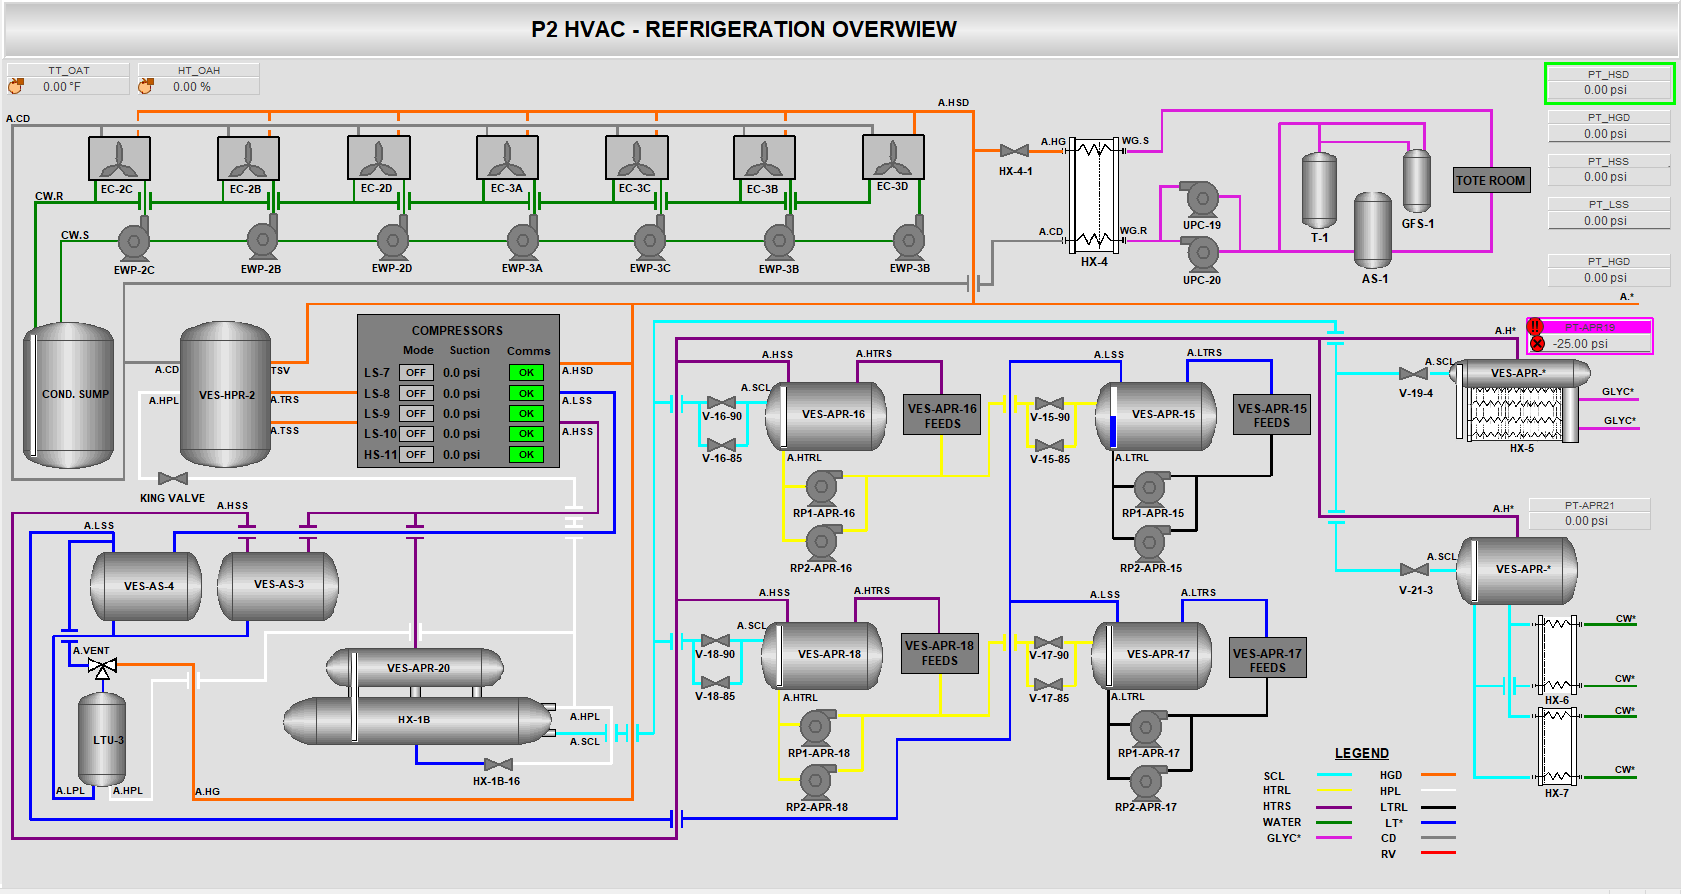 P2 HVAC - REFRIGERATION OVERWIEW
TT_OAT
0.00 °F
HT_OAH
0.00 %
PT_HSD
0.00 psi
PT_HGD
0.00 psi
PT_HSS
0.00 psi
PT_LSS
0.00 psi
PT_HGD
0.00 psi
A.CD
A.HSD
EC-2C
EC-2B
EC-2D
EC-3A
EC-3C
EC-3B
EC-3D
CW.R
CW.S
EWP-2C
EWP-2B
EWP-2D
EWP-3A
EWP-3C
EWP-3B
EWP-3B
HX-4-1
A.HG
WG.S
A.CD
WG.R
HX-4
UPC-19
UPC-20
T-1
AS-1
GFS-1
TOTE ROOM
A.*
COND. SUMP
A.CD
A.HPL
VES-HPR-2
TSV
A.TRS
A.TSS
KING VALVE
COMPRESSORS
Mode Suction Comms
LS-7 OFF 0.0 psi OK
LS-8 OFF 0.0 psi OK
LS-9 OFF 0.0 psi OK
LS-10 OFF 0.0 psi OK
HS-11 OFF 0.0 psi OK
A.HSD
A.LSS
A.HSS
A.HSS
A.HTRS
A.SCL
V-16-90
V-16-85
VES-APR-16
VES-APR-16
FEEDS
A.HTRL
RP1-APR-16
RP2-APR-16
A.LSS
A.LTRS
V-15-90
V-15-85
VES-APR-15
VES-APR-15
FEEDS
A.LTRL
RP1-APR-15
RP2-APR-15
A.H*
PT-APR19
-25.00 psi
A.SCL
V-19-4
VES-APR-*
GLYC*
GLYC*
HX-5
PT-APR21
0.00 psi
A.H*
A.SCL
V-21-3
VES-APR-*
CW*
CW*
HX-6
CW*
CW*
HX-7
A.HSS
A.LSS
VES-AS-4
VES-AS-3
A.VENT
LTU-3
A.LPL
A.HPL
A.HG
VES-APR-20
HX-1B
A.HPL
A.SCL
HX-1B-16
A.HSS
A.HTRS
A.SCL
V-18-90
V-18-85
VES-APR-18
VES-APR-18
FEEDS
A.HTRL
RP1-APR-18
RP2-APR-18
A.LSS
A.LTRS
V-17-90
V-17-85
VES-APR-17
VES-APR-17
FEEDS
A.LTRL
RP1-APR-17
RP2-APR-17
LEGEND
SCL HGD
HTRL HPL
HTRS LTRL
WATER LT*
GLYC* CD
RV